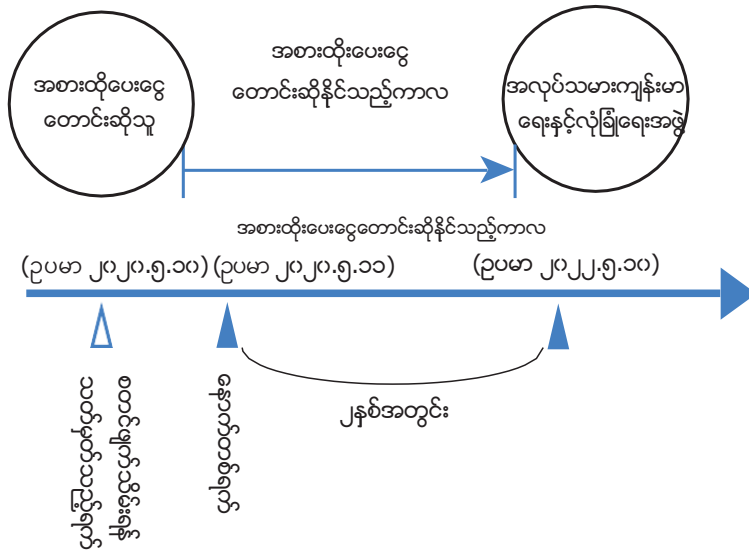 အစားထိုပေးငွေ
တောင်းဆိုသူ
အစားထိုးပေးငွေ
တောင်းဆိုနိုင်သည့်ကာလ
အလုပ်သမားကျန်းမာ
ရေးနှင့်လုံခြုံရေးအဖွဲ့
အစားထိုးပေးငွေတောင်းဆိုနိုင်သည့်ကာလ
(ဥပမာ ၂၀၂၀.၅.၁၀) (ဥပမာ ၂၀၂၀.၅.၁၁) (ဥပမာ ၂၀၂၂.၅.၁၀)
၂နှစ်အတွင်း